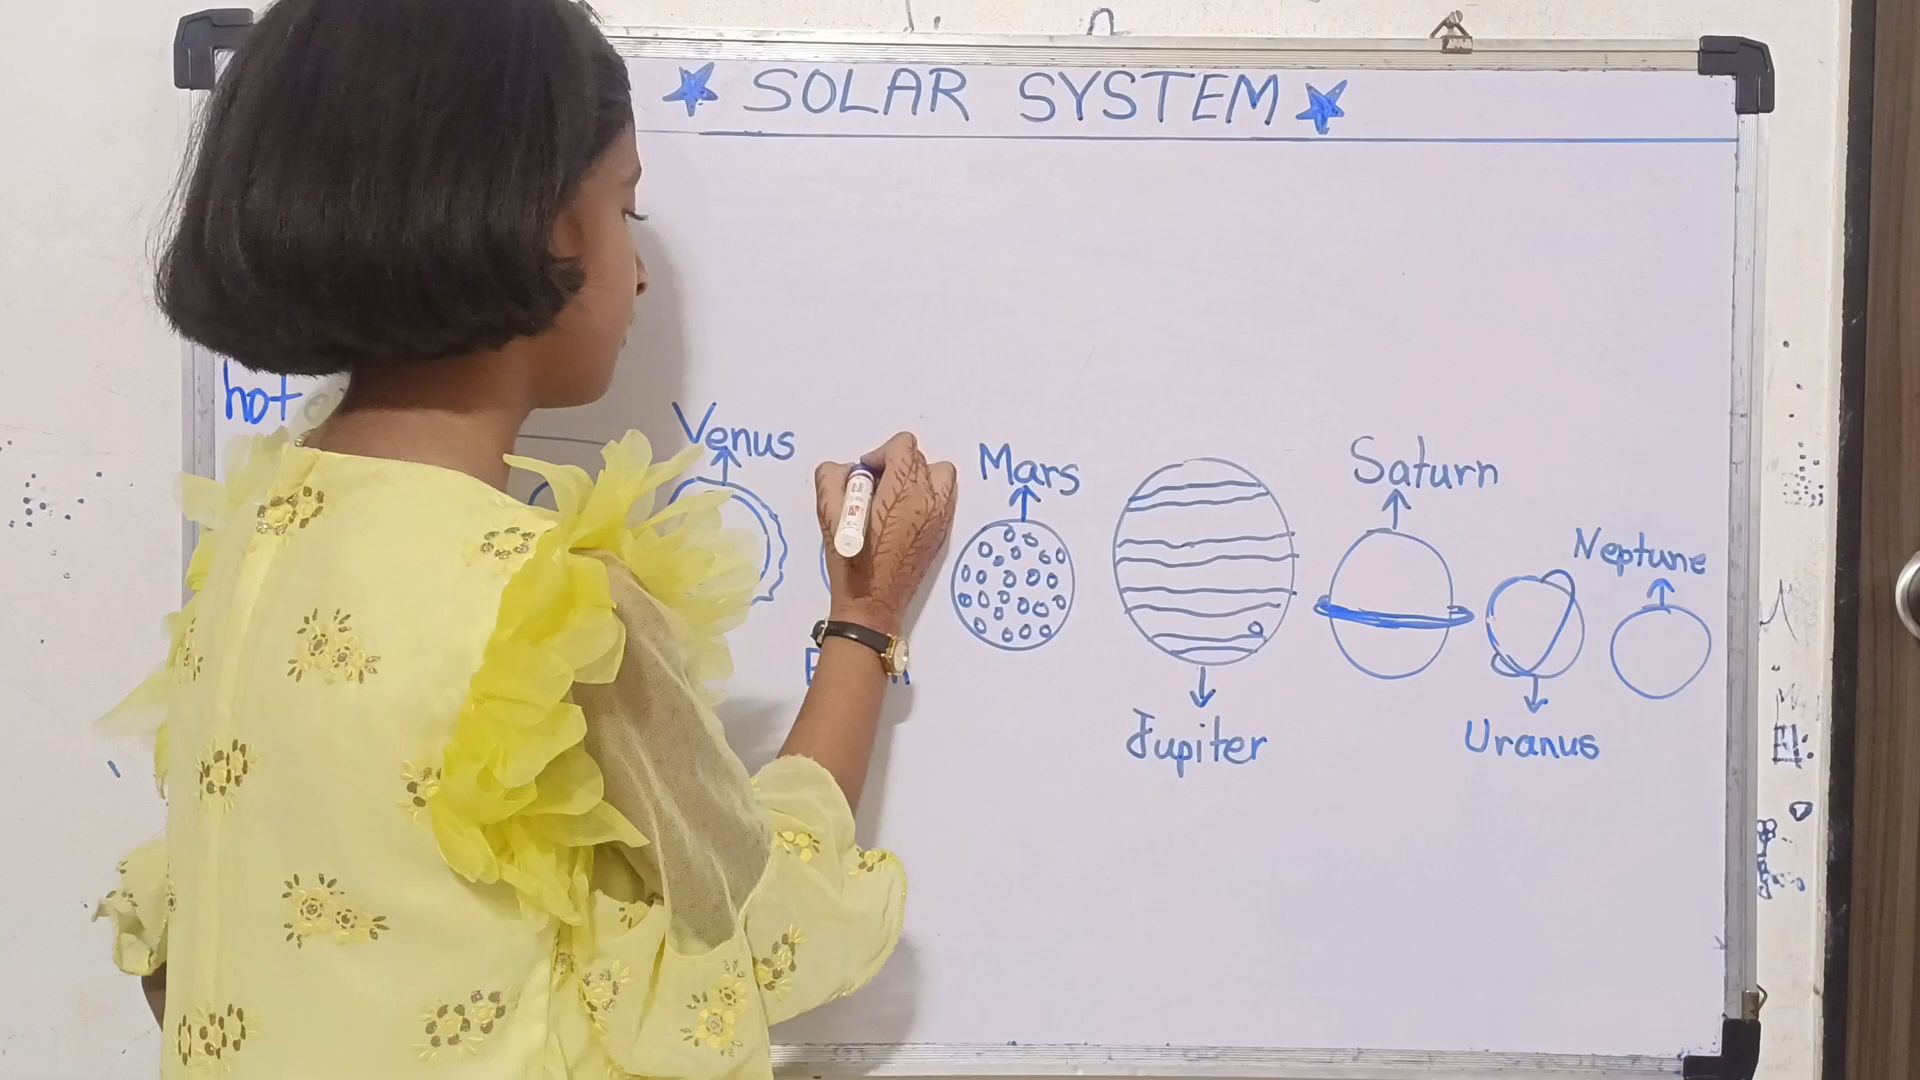 SOLAR SYSTEM
hot
Venus
Mars
Saturn
Neptune
Jupiter
Uranus